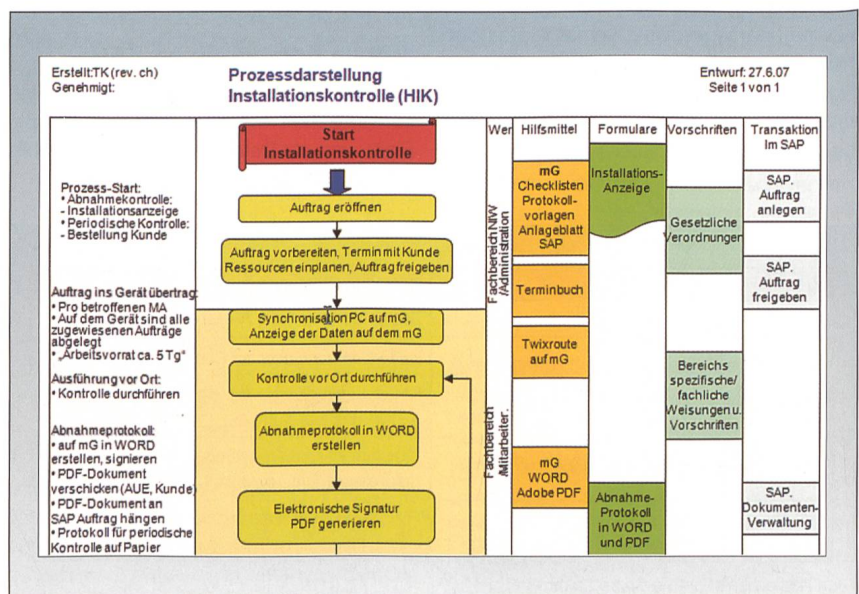 Erstellt:TK (rev. ch)
Genehmigt:
Prozessdarstellung
Installationskontrolle (HIK)
Entwurf: 27.6.07
Seite 1 von 1
Prozess-Start:
• Abnahmekontrolle:
- Installationsanzeige
• Periodische Kontrolle:
- Bestellung Kunde
Auftrag ins Gerät übertrag:
• Pro betroffenen MA
• Auf dem Gerät sind alle
zugewiesenen Aufträge
abgelegt
• „Arbeitsvorrat ca. 5 Tg“
Ausführung vor Ort:
• Kontrolle durchführen
Abnahmeprotokoll:
• auf mG in WORD
erstellen, signieren
• PDF-Dokument
verschicken (AUE, Kunde)
• PDF-Dokument an
SAP Auftrag hängen
• Protokoll für periodische
Kontrolle auf Papier
Start
Installationskontrolle
Auftrag eröffnen
Auftrag vorbereiten, Termin mit Kunde
Ressourcen einplanen, Auftrag freigeben
Synchronisation PC auf mG,
Anzeige der Daten auf dem mG
Kontrolle vor Ort durchführen
Abnahmeprotokoll in WORD
erstellen
Elektronische Signatur
PDF generieren
Wer
Fachbereich NIW
/Administration
Fachbereich
/Mitarbeiter.
Hilfsmittel
mG
Checklisten
Protokoll-
vorlagen
Anlageblatt
SAP
Terminbuch
Twixroute
auf mG
mG
WORD
Adobe PDF
Formulare
Installations-
Anzeige
Abnahme-
Protokoll
in WORD
und PDF
Vorschriften
Gesetzliche
Verordnungen
Bereichs
spezifische/
fachliche
Weisungen u.
Vorschriften
Transaktion
Im SAP
SAP.
Auftrag
anlegen
SAP.
Auftrag
freigeben
SAP.
Dokumenten-
Verwaltung